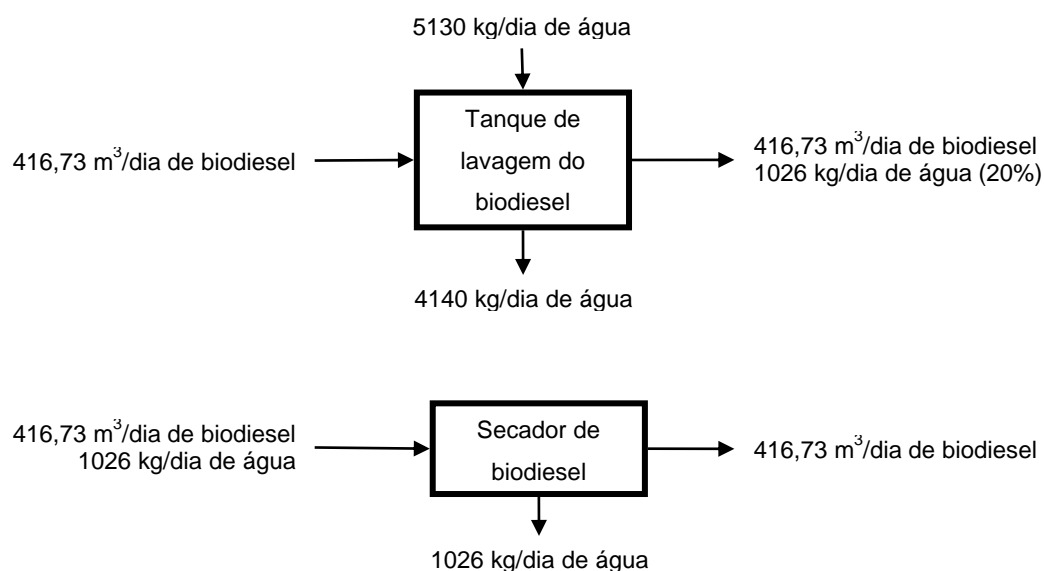 5130 kg/dia de água
416,73 m³/dia de biodiesel
Tanque de
lavagem do
biodiesel
416,73 m³/dia de biodiesel
1026 kg/dia de água (20%)
4140 kg/dia de água
416,73 m³/dia de biodiesel
1026 kg/dia de água
Secador de
biodiesel
416,73 m³/dia de biodiesel
1026 kg/dia de água